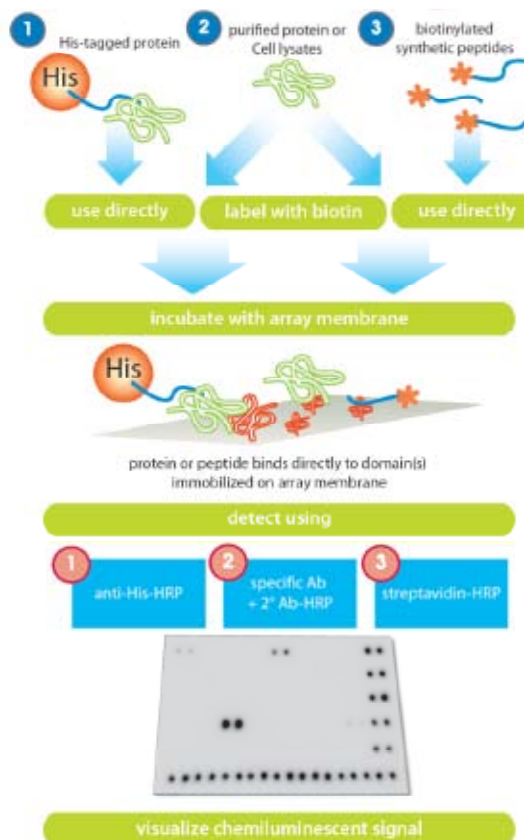 1
His-tagged protein
His
2
purified protein or
Cell lysates
3
biotinylated
synthetic peptides
use directly
label with biotin
use directly
incubate with array membrane
His
protein or peptide binds directly to domain(s)
immobilized on array membrane
detect using
1
anti-His-HRP
2
specific Ab
+ 2° Ab-HRP
3
streptavidin-HRP
visualize chemiluminescent signal